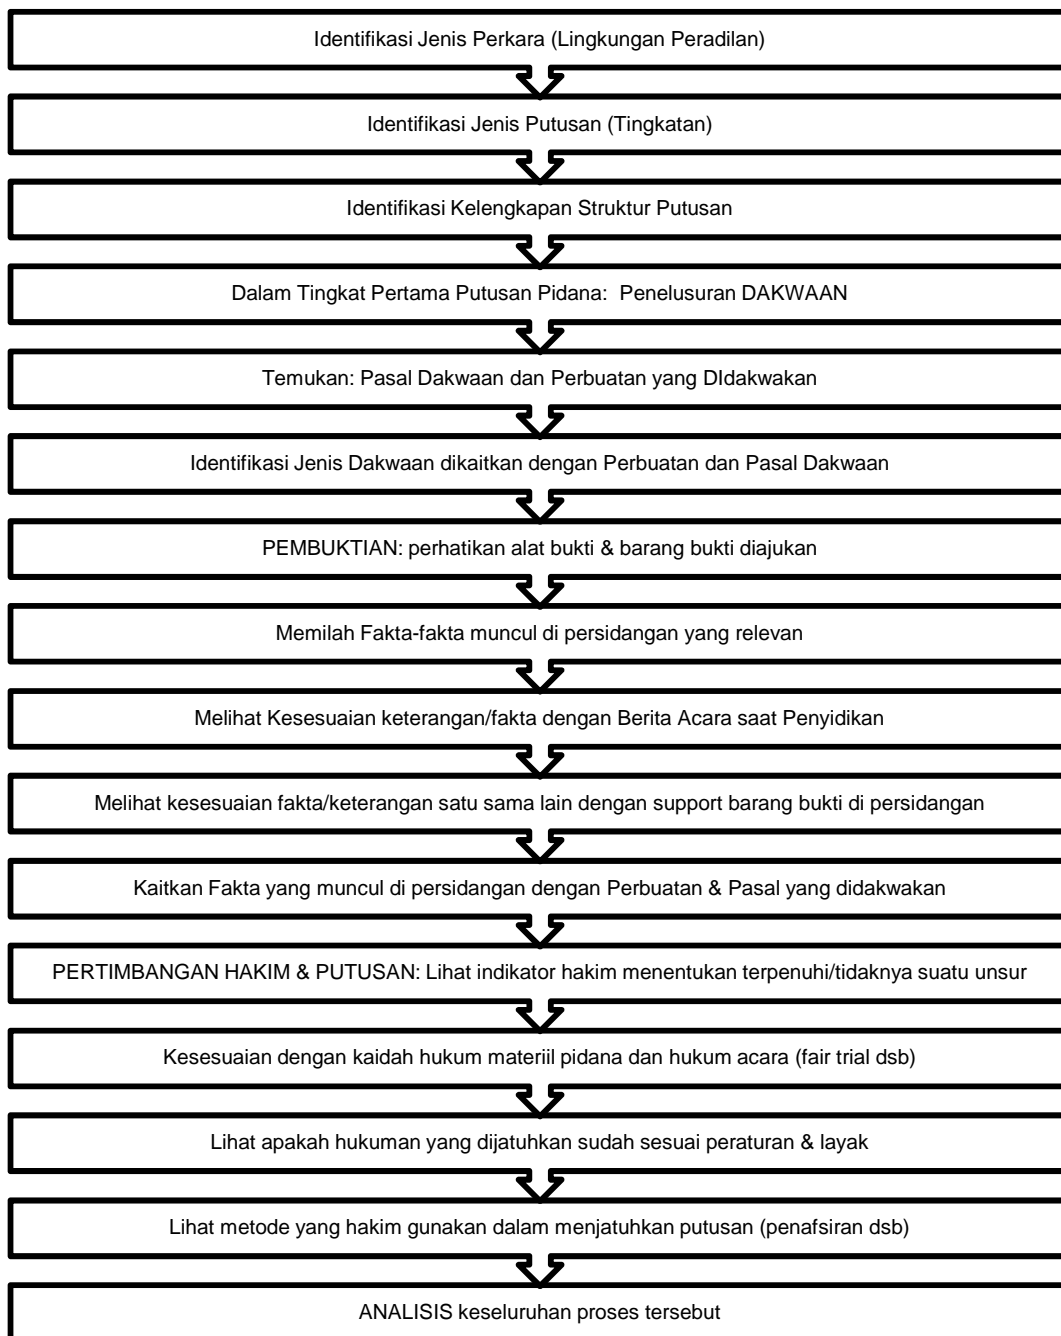 Identifikasi Jenis Perkara (Lingkungan Peradilan)
Identifikasi Jenis Putusan (Tingkatan)
Identifikasi Kelengkapan Struktur Putusan
Dalam Tingkat Pertama Putusan Pidana: Penelusuran DAKWAAN
Temukan: Pasal Dakwaan dan Perbuatan yang DIdakwakan
Identifikasi Jenis Dakwaan dikaitkan dengan Perbuatan dan Pasal Dakwaan
PEMBUKTIAN: perhatikan alat bukti & barang bukti diajukan
Memilah Fakta-fakta muncul di persidangan yang relevan
Melihat Kesesuaian keterangan/fakta dengan Berita Acara saat Penyidikan
Melihat kesesuaian fakta/keterangan satu sama lain dengan support barang bukti di persidangan
Kaitkan Fakta yang muncul di persidangan dengan Perbuatan & Pasal yang didakwakan
PERTIMBANGAN HAKIM & PUTUSAN: Lihat indikator hakim menentukan terpenuhi/tidaknya suatu unsur
Kesesuaian dengan kaidah hukum materiil pidana dan hukum acara (fair trial dsb)
Lihat apakah hukuman yang dijatuhkan sudah sesuai peraturan & layak
Lihat metode yang hakim gunakan dalam menjatuhkan putusan (penafsiran dsb)
ANALISIS keseluruhan proses tersebut